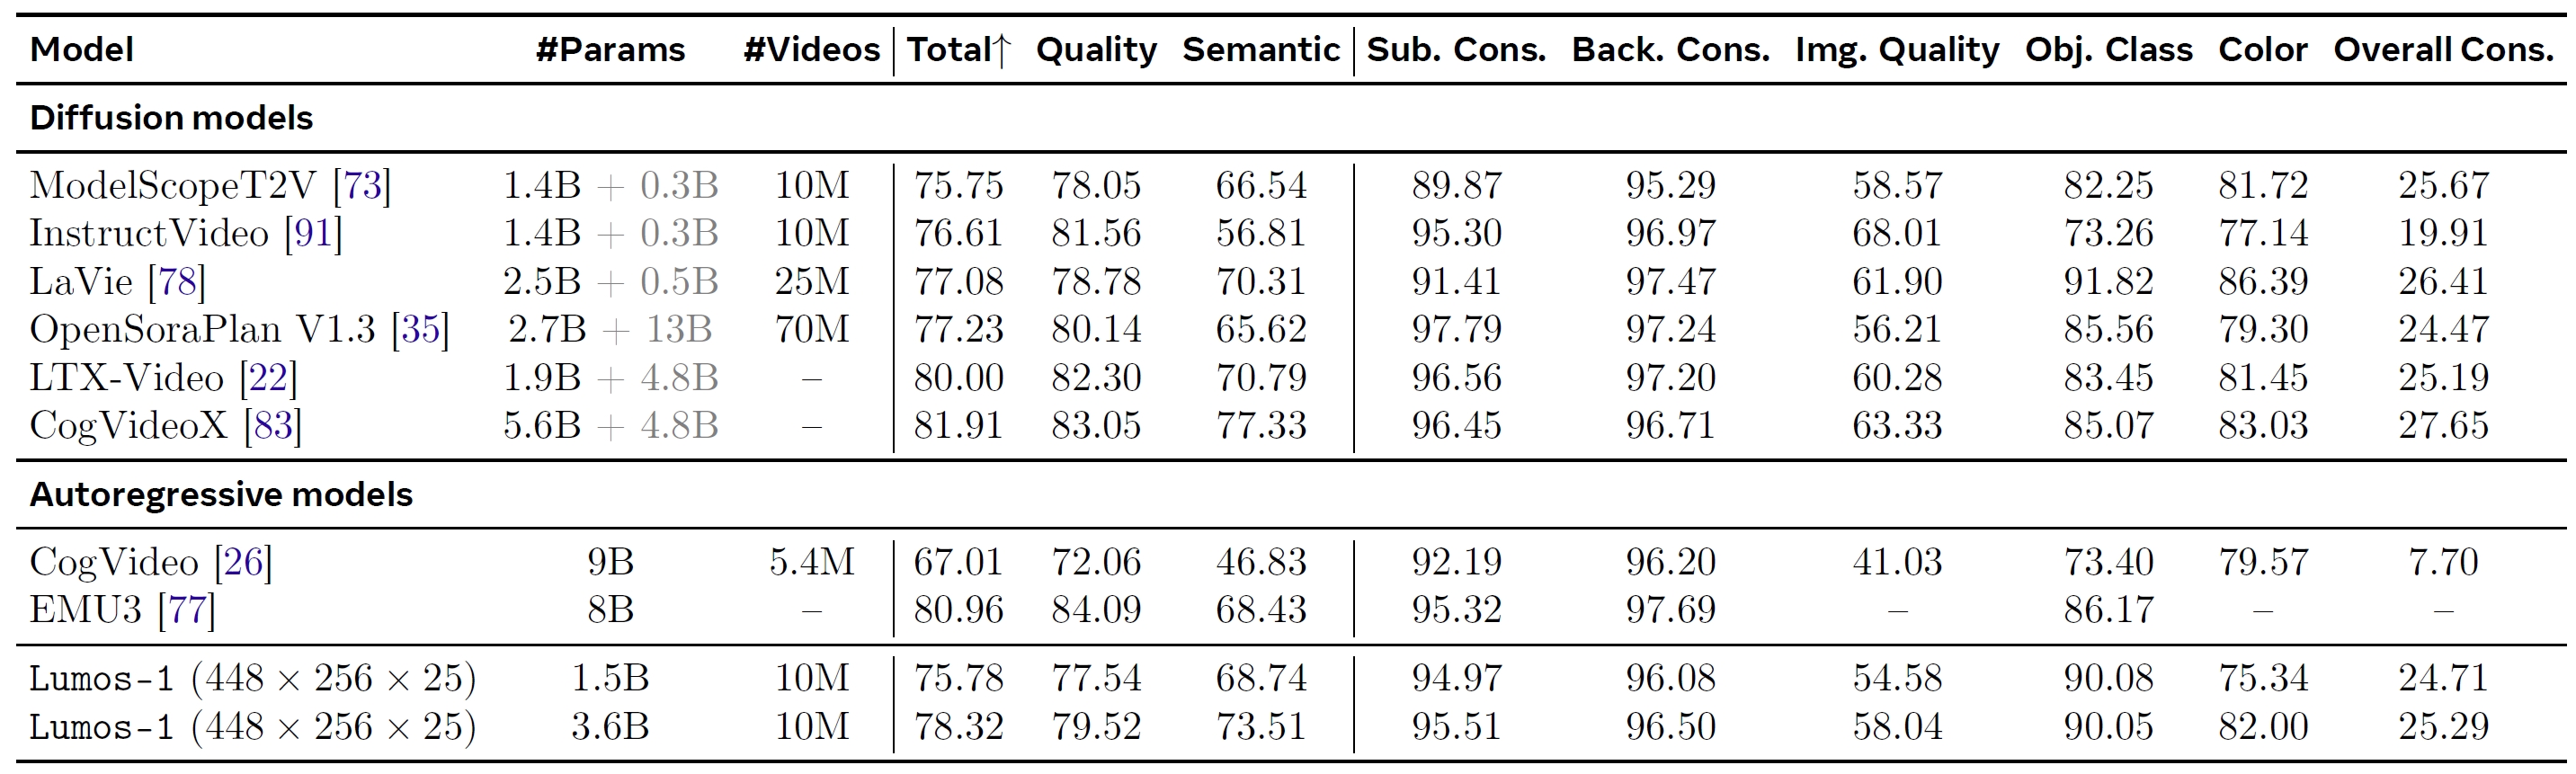 Model #Params #Videos Total↑ Quality Semantic Sub. Cons. Back. Cons. Img. Quality Obj. Class Color Overall Cons.
Diffusion models
ModelScopeT2V [73] 1.4B + 0.3B 10M 75.75 78.05 66.54 89.87 95.29 58.57 82.25 81.72 25.67
InstructVideo [91] 1.4B + 0.3B 10M 76.61 81.56 56.81 95.30 96.97 68.01 73.26 77.14 19.91
LaVie [78] 2.5B + 0.5B 25M 77.08 78.78 70.31 91.41 97.47 61.90 91.82 86.39 26.41
OpenSoraPlan V1.3 [35] 2.7B + 13B 70M 77.23 80.14 65.62 97.79 97.24 56.21 85.56 79.30 24.47
LTX-Video [22] 1.9B + 4.8B – 80.00 82.30 70.79 96.56 97.20 60.28 83.45 81.45 25.19
CogVideoX [83] 5.6B + 4.8B – 81.91 83.05 77.33 96.45 96.71 63.33 85.07 83.03 27.65
Autoregressive models
CogVideo [26] 9B 5.4M 67.01 72.06 46.83 92.19 96.20 41.03 73.40 79.57 7.70
EMU3 [77] 8B – 80.96 84.09 68.43 95.32 97.69 – 86.17 – –
Lumos-1 (448 × 256 × 25) 1.5B 10M 75.78 77.54 68.74 94.97 96.08 54.58 90.08 75.34 24.71
Lumos-1 (448 × 256 × 25) 3.6B 10M 78.32 79.52 73.51 95.51 96.50 58.04 90.05 82.00 25.29